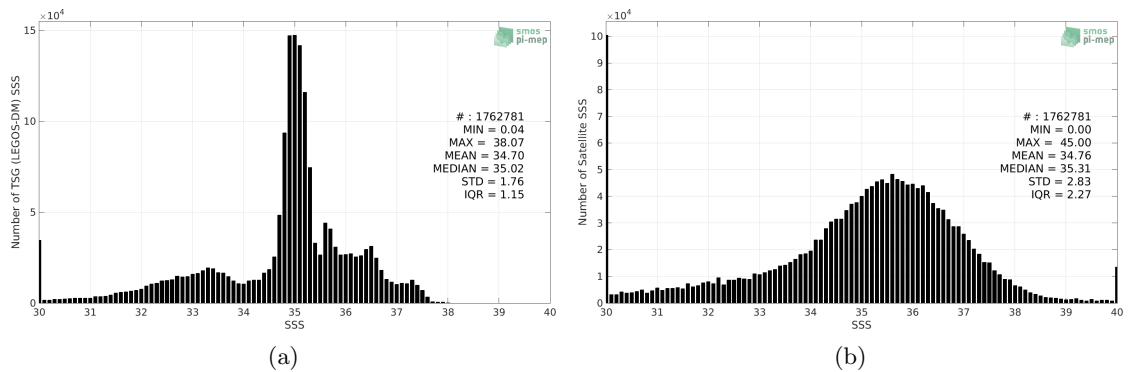 ×10⁴
15
10
5
0
30 31 32 33 34 35 36 37 38 39 40
SSS
Number of TSG (LEGOS-DM) SSS
smos
pi-mep
# : 1762781
MIN = 0.04
MAX = 38.07
MEAN = 34.70
MEDIAN = 35.02
STD = 1.76
IQR = 1.15
(a)
×10⁴
10
9
8
7
6
5
4
3
2
1
0
30 31 32 33 34 35 36 37 38 39 40
SSS
Number of Satellite SSS
smos
pi-mep
# : 1762781
MIN = 0.00
MAX = 45.00
MEAN = 34.76
MEDIAN = 35.31
STD = 2.83
IQR = 2.27
(b)